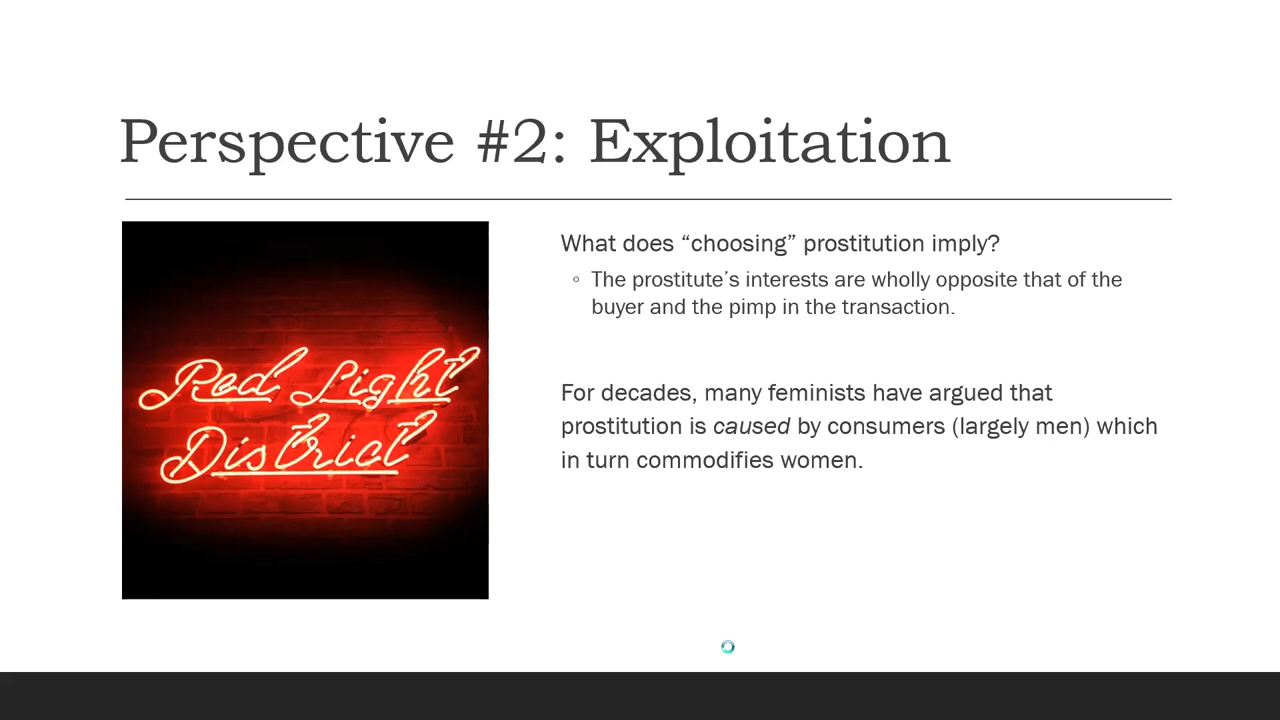 Perspective #2: Exploitation
Red Light
District
What does “choosing” prostitution imply?
◦ The prostitute’s interests are wholly opposite that of the
buyer and the pimp in the transaction.
For decades, many feminists have argued that
prostitution is caused by consumers (largely men) which
in turn commodifies women.